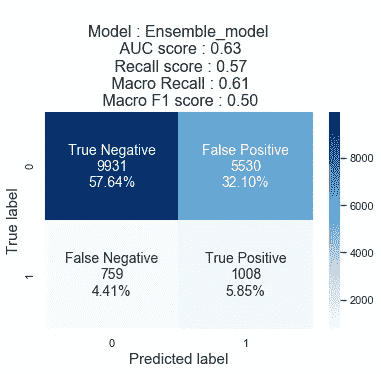 Model : Ensemble_model
AUC score : 0.63
Recall score : 0.57
Macro Recall : 0.61
Macro F1 score : 0.50
True Negative
9931
57.64%
False Positive
5530
32.10%
False Negative
759
4.41%
True Positive
1008
5.85%
0
1
True label
0
1
Predicted label
8000
6000
4000
2000